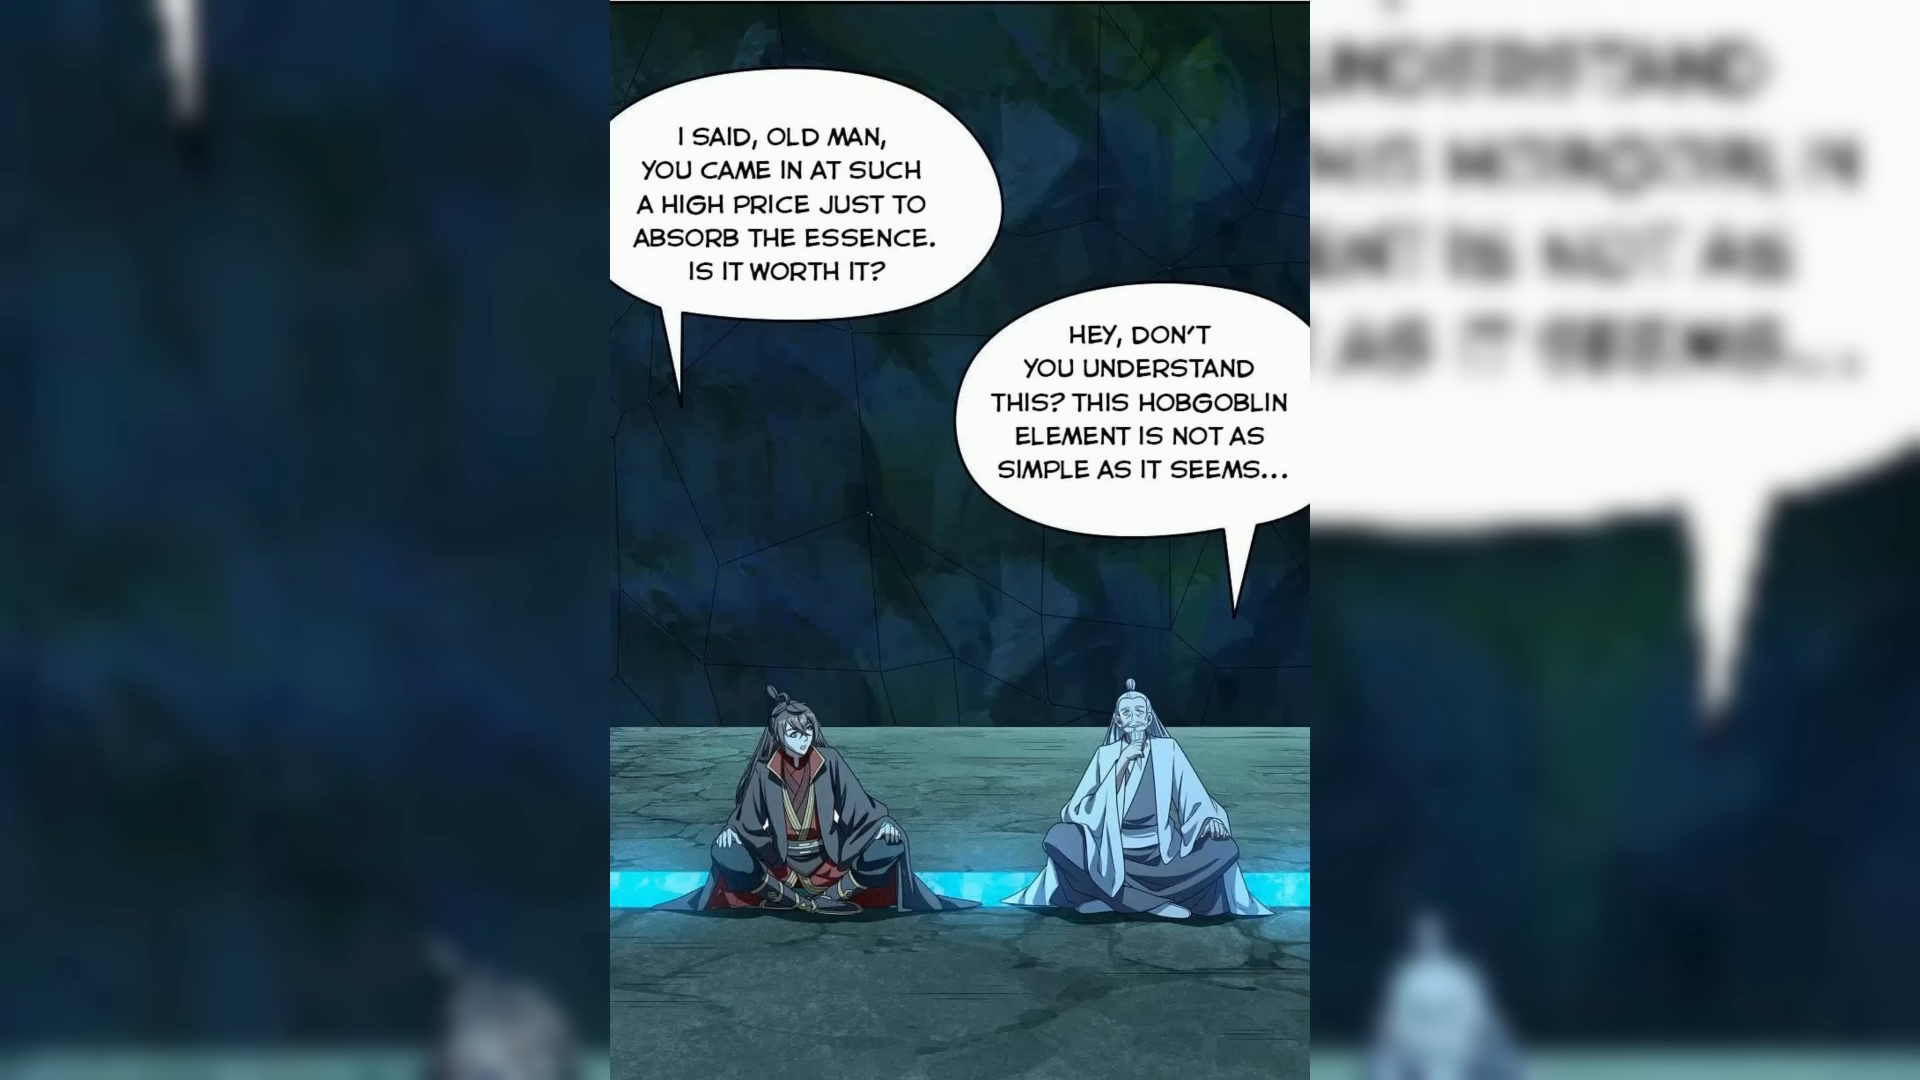 I SAID, OLD MAN,
YOU CAME IN AT SUCH
A HIGH PRICE JUST TO
ABSORB THE ESSENCE.
IS IT WORTH IT?
HEY, DON'T
YOU UNDERSTAND
THIS? THIS HOBGOBLIN
ELEMENT IS NOT AS
SIMPLE AS IT SEEMS...